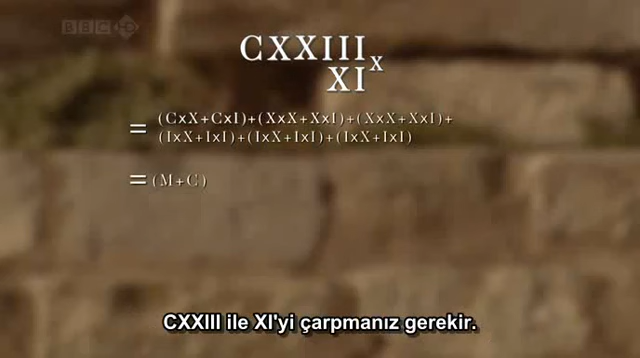 BBC HD
CXXIII
XI x
= (CxX+CxI)+(XxX+XxI)+(XxX+XxI)+
(IxX+IxI)+(IxX+IxI)+(IxX+IxI)
= (M+C)
CXXIII ile XI'yi çarpmanız gerekir.